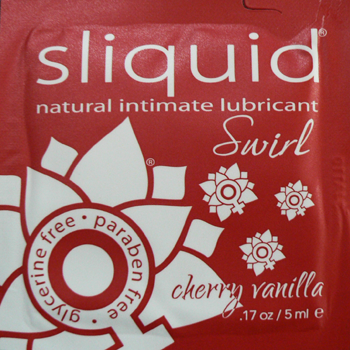 sliquid®
natural intimate lubricant
Swirl
®
glycerine free • paraben free •
cherry vanilla
.17 oz / 5 ml e